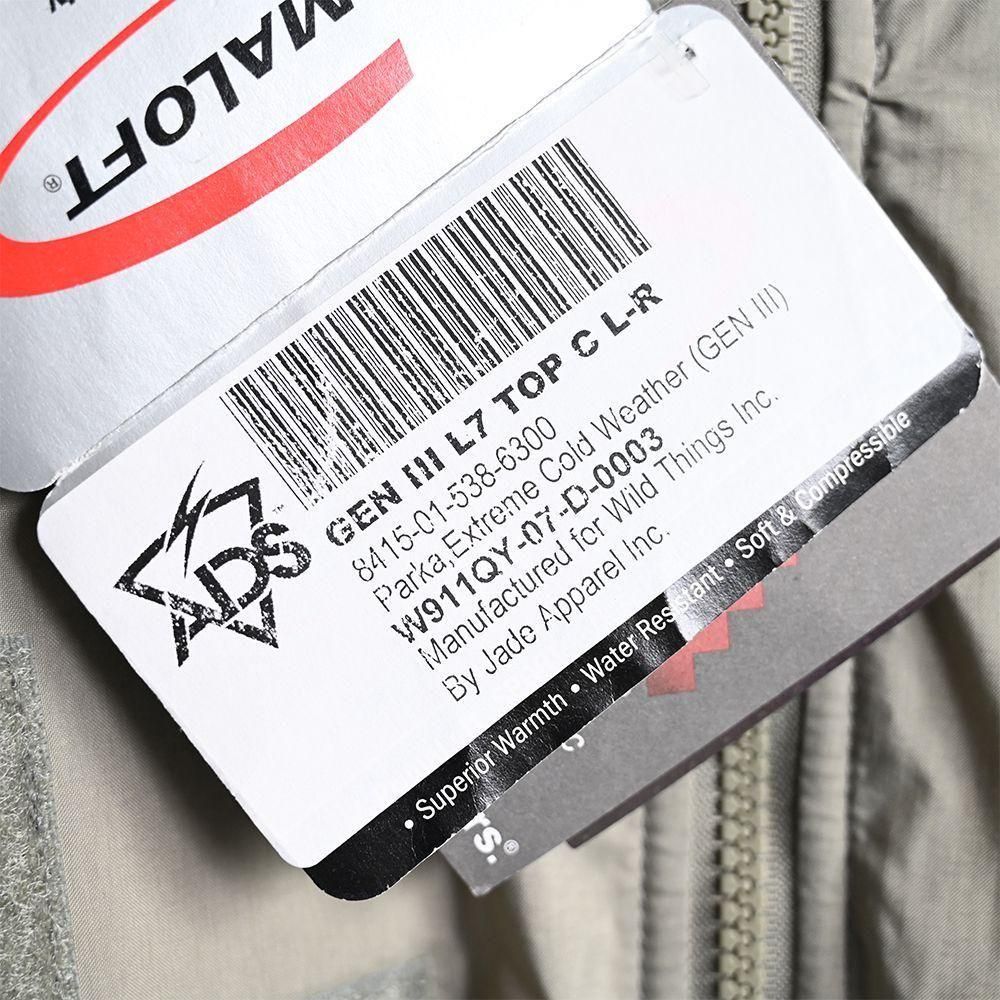 MALOFT®
ADS
GEN III L7 TOP C L-R
8415-01-538-6300
Parka,Extreme Cold Weather (GEN III)
W911QY-07-D-0003
Manufactured for Wild Things Inc.
By Jade Apparel Inc.
• Superior Warmth • Water Resistant • Soft & Compressible